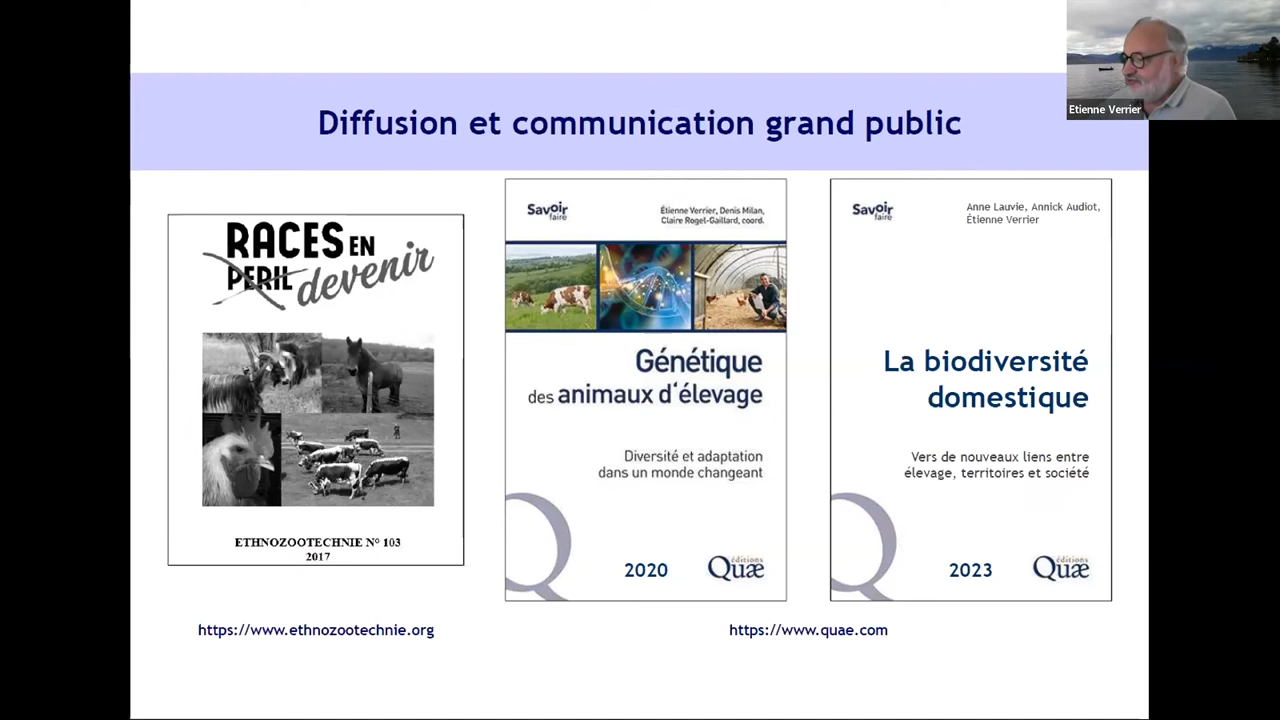 Etienne Verrier
Diffusion et communication grand public
RACES EN
PERIL devenir
ETHNOZOOTECHNIE N° 103
2017
https://www.ethnozootechnie.org
Savoir
faire
Étienne Verrier, Denis Milan,
Claire Rogel-Gaillard, coord.
Génétique
des animaux d'élevage
Diversité et adaptation
dans un monde changeant
2020
éditions
Quæ
Savoir
faire
Anne Lauvie, Annick Audiot,
Étienne Verrier
La biodiversité
domestique
Vers de nouveaux liens entre
élevage, territoires et société
2023
éditions
Quæ
https://www.quae.com